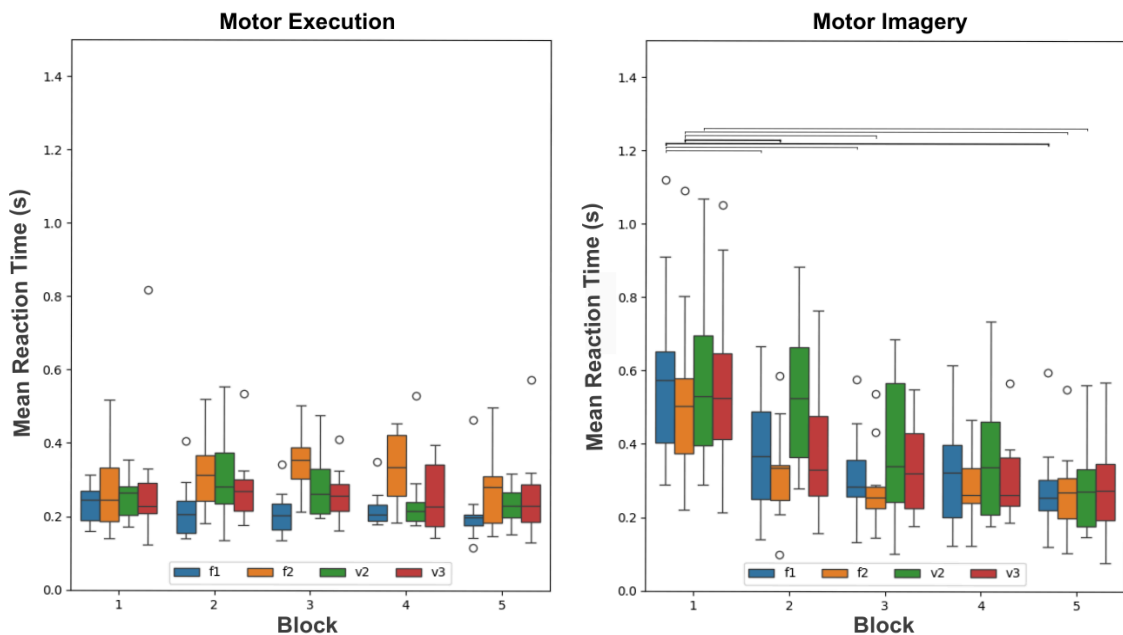 Motor Execution
Mean Reaction Time (s)
1.4
1.2
1.0
0.8
0.6
0.4
0.2
0.0
f1 f2 v2 v3
1 2 3 4 5
Block
Motor Imagery
Mean Reaction Time (s)
1.4
1.2
1.0
0.8
0.6
0.4
0.2
0.0
f1 f2 v2 v3
1 2 3 4 5
Block